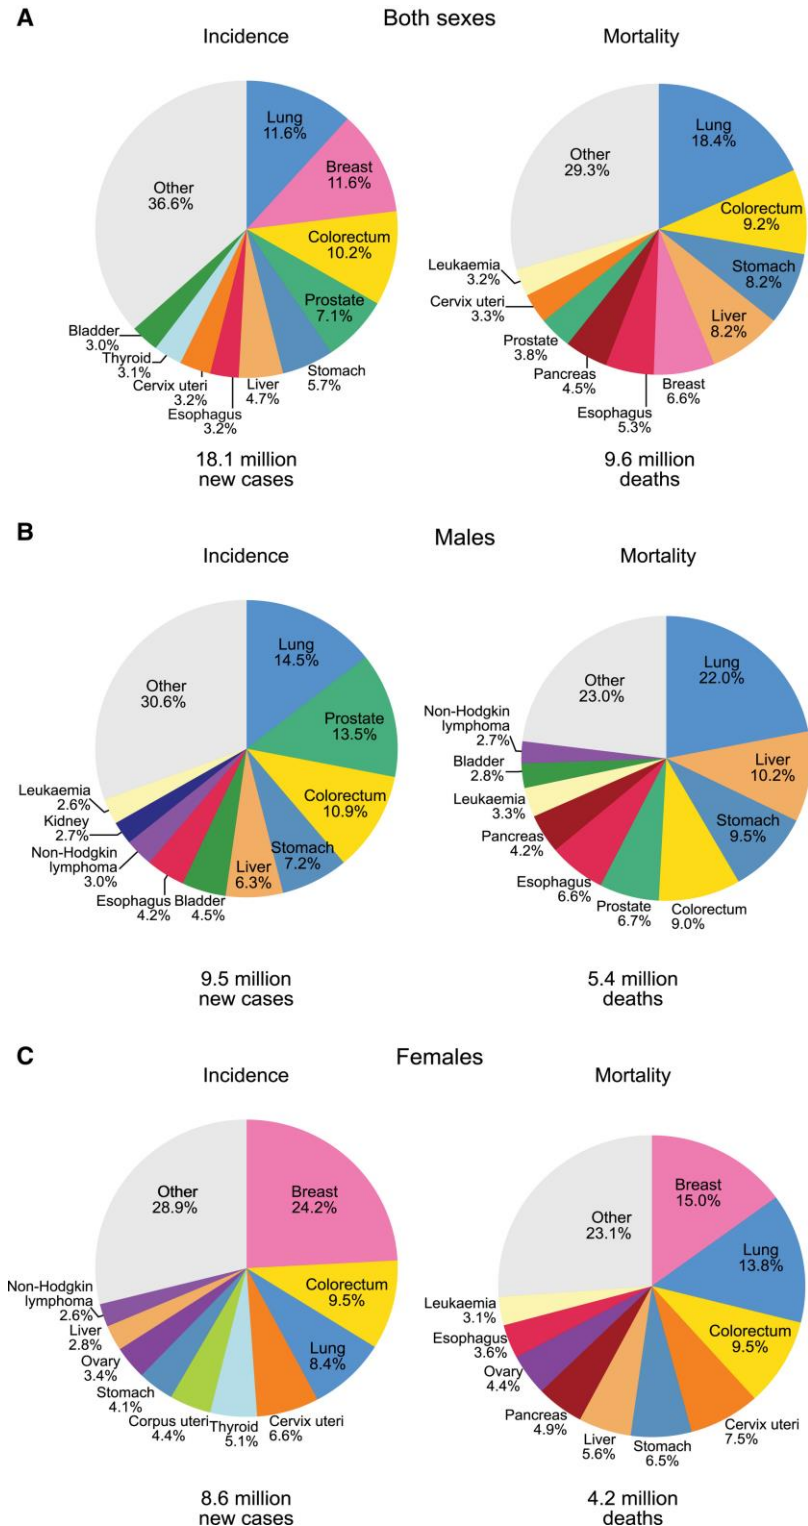 A
Both sexes
Incidence
Mortality
Lung
11.6%
Breast
11.6%
Colorectum
10.2%
Prostate
7.1%
Stomach
5.7%
Liver
4.7%
Esophagus
3.2%
Cervix uteri
3.2%
Thyroid
3.1%
Bladder
3.0%
Other
36.6%
18.1 million
new cases
Lung
18.4%
Colorectum
9.2%
Stomach
8.2%
Liver
8.2%
Breast
6.6%
Esophagus
5.3%
Pancreas
4.5%
Prostate
3.8%
Cervix uteri
3.3%
Leukaemia
3.2%
Other
29.3%
9.6 million
deaths
B
Males
Incidence
Mortality
Lung
14.5%
Prostate
13.5%
Colorectum
10.9%
Stomach
7.2%
Liver
6.3%
Bladder
4.5%
Esophagus
4.2%
Non-Hodgkin
lymphoma
3.0%
Kidney
2.7%
Leukaemia
2.6%
Other
30.6%
9.5 million
new cases
Lung
22.0%
Liver
10.2%
Stomach
9.5%
Colorectum
9.0%
Prostate
6.7%
Esophagus
6.6%
Pancreas
4.2%
Leukaemia
3.3%
Bladder
2.8%
Non-Hodgkin
lymphoma
2.7%
Other
23.0%
5.4 million
deaths
C
Females
Incidence
Mortality
Breast
24.2%
Colorectum
9.5%
Lung
8.4%
Cervix uteri
6.6%
Thyroid
5.1%
Corpus uteri
4.4%
Stomach
4.1%
Ovary
3.4%
Liver
2.8%
Non-Hodgkin
lymphoma
2.6%
Other
28.9%
8.6 million
new cases
Breast
15.0%
Lung
13.8%
Colorectum
9.5%
Cervix uteri
7.5%
Stomach
6.5%
Liver
5.6%
Pancreas
4.9%
Ovary
4.4%
Esophagus
3.6%
Leukaemia
3.1%
Other
23.1%
4.2 million
deaths